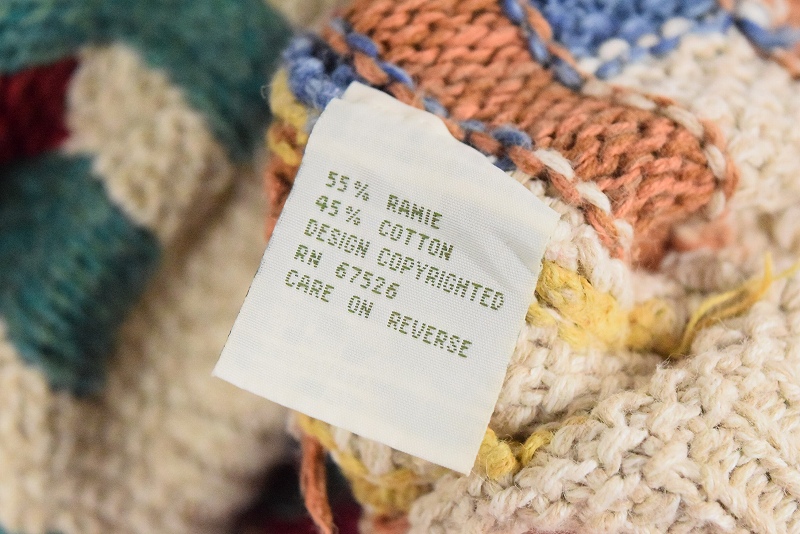 55% RAMIE
45% COTTON
DESIGN COPYRIGHTED
RN 67526
CARE ON REVERSE